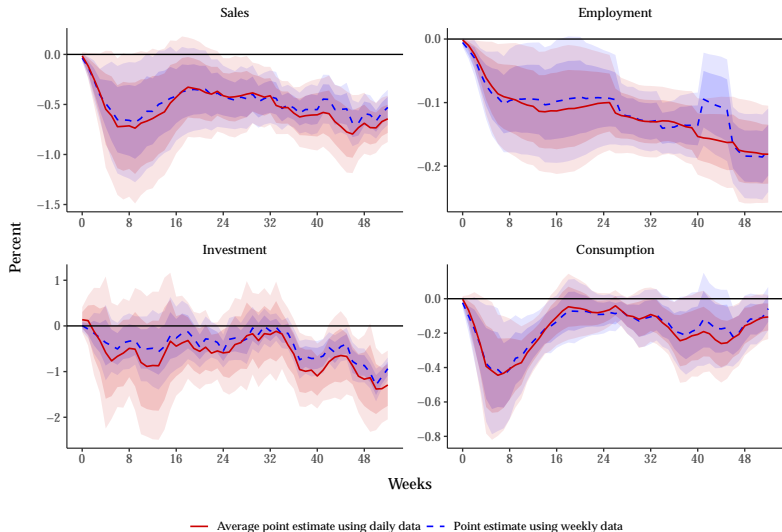 Sales
Employment
0.0
−0.5
−1.0
−1.5
0 8 16 24 32 40 48
0.0
−0.1
−0.2
0 8 16 24 32 40 48
Percent
Investment
Consumption
1
0
−1
−2
0 8 16 24 32 40 48
0.0
−0.2
−0.4
−0.6
−0.8
0 8 16 24 32 40 48
Weeks
Average point estimate using daily data Point estimate using weekly data